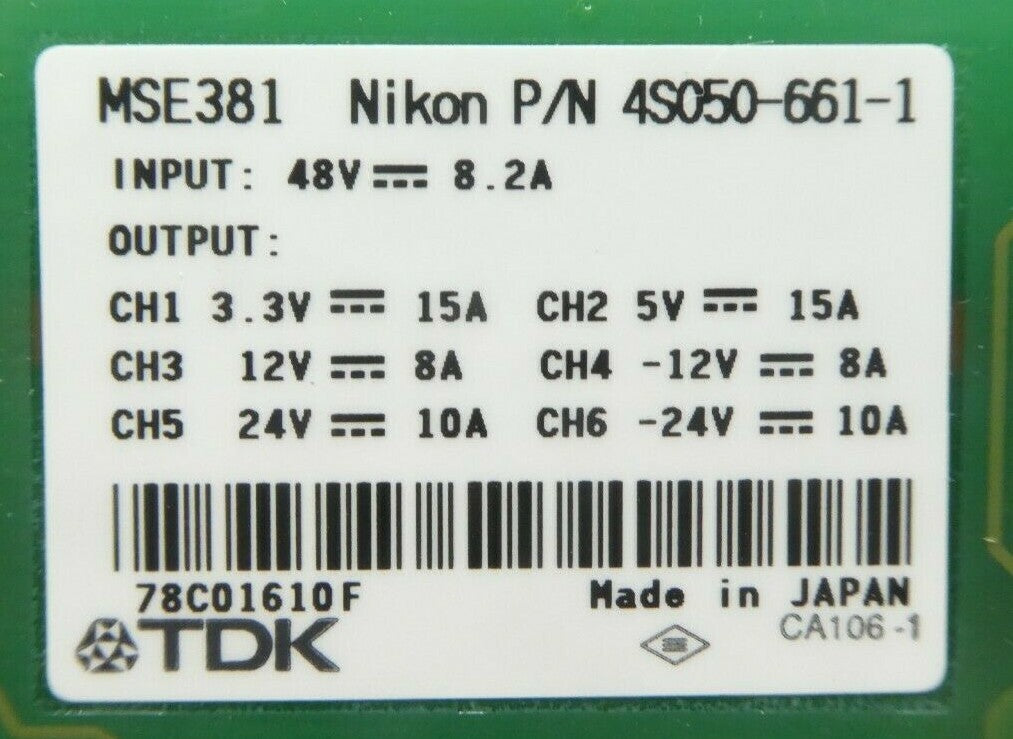 MSE381 Nikon P/N 4S050-661-1
INPUT: 48V ⎓ 8.2A
OUTPUT:
CH1 3.3V ⎓ 15A CH2 5V ⎓ 15A
CH3 12V ⎓ 8A CH4 -12V ⎓ 8A
CH5 24V ⎓ 10A CH6 -24V ⎓ 10A
78C01610F Made in JAPAN
TDK CA106-1